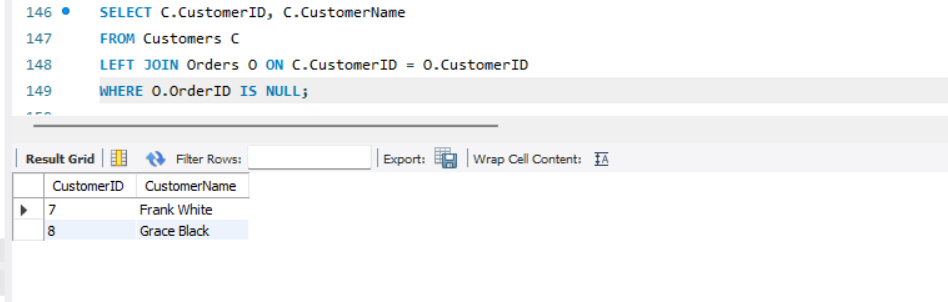 146 SELECT C.CustomerID, C.CustomerName
147 FROM Customers C
148 LEFT JOIN Orders O ON C.CustomerID = O.CustomerID
149 WHERE O.OrderID IS NULL;
Result Grid Filter Rows: Export: Wrap Cell Content: IA
CustomerID CustomerName
7 Frank White
8 Grace Black